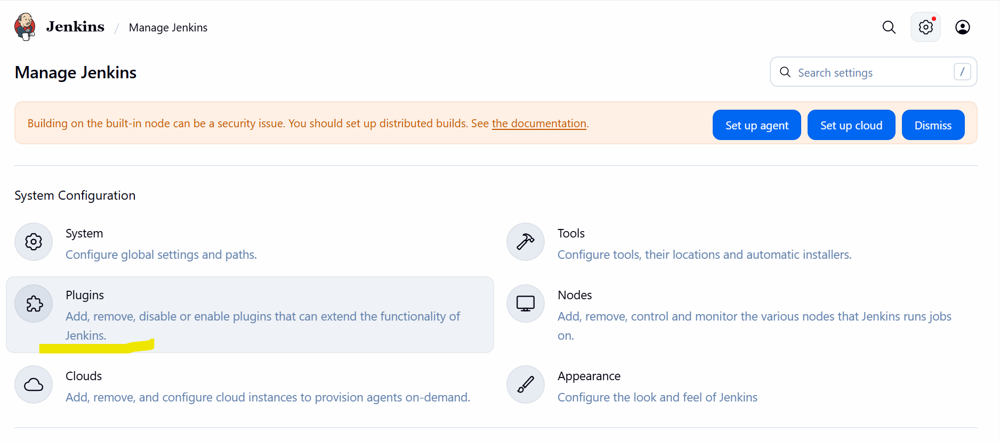 Jenkins / Manage Jenkins
Manage Jenkins
Search settings /
Building on the built-in node can be a security issue. You should set up distributed builds. See the documentation.
Set up agent Set up cloud Dismiss
System Configuration
System
Configure global settings and paths.
Tools
Configure tools, their locations and automatic installers.
Plugins
Add, remove, disable or enable plugins that can extend the functionality of
Jenkins.
Nodes
Add, remove, control and monitor the various nodes that Jenkins runs jobs
on.
Clouds
Add, remove, and configure cloud instances to provision agents on-demand.
Appearance
Configure the look and feel of Jenkins